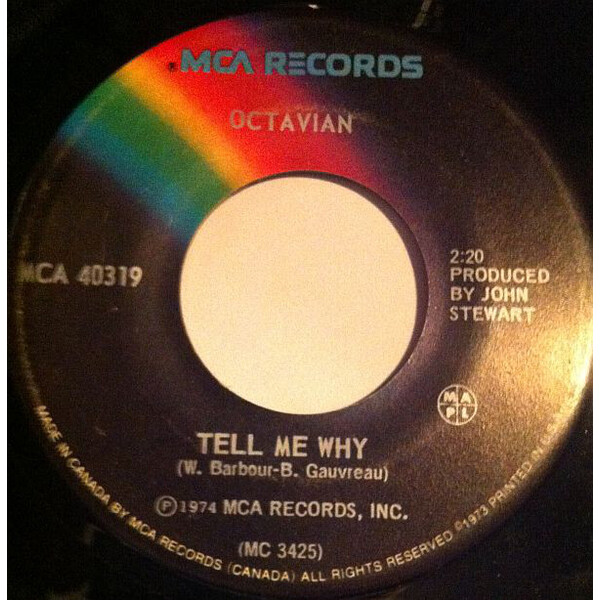 MCA RECORDS
OCTAVIAN
MCA 40319
2:20
PRODUCED
BY JOHN
STEWART
M A
P L
TELL ME WHY
(W. Barbour-B. Gauvreau)
℗1974 MCA RECORDS, INC.
(MC 3425)
MADE IN CANADA BY MCA RECORDS (CANADA) ALL RIGHTS RESERVED ©1973 PRINTED IN